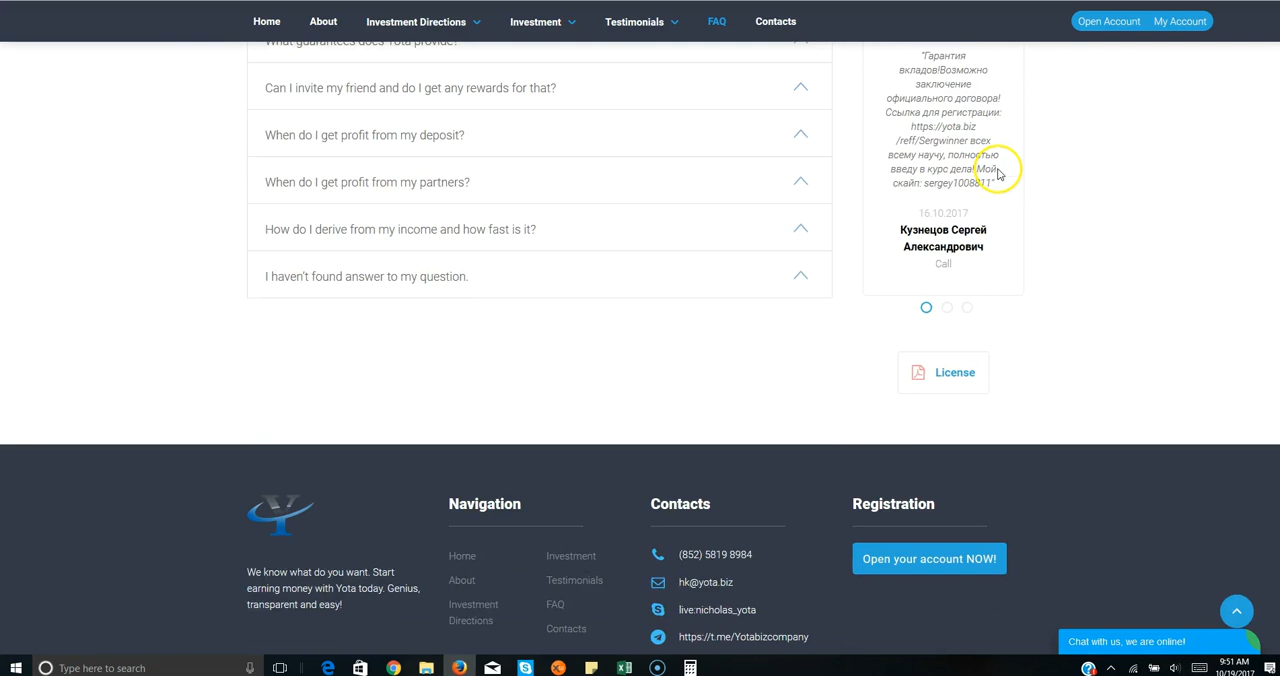 Home
About
Investment Directions
Investment
Testimonials
FAQ
Contacts
Open Account
My Account
What guarantees does Yota provide?
Can I invite my friend and do I get any rewards for that?
When do I get profit from my deposit?
When do I get profit from my partners?
How do I derive from my income and how fast is it?
I haven't found answer to my question.
"Гарантия
вкладов!Возможно
заключение
официального договора!
Ссылка для регистрации:
https://yota.biz
/reff/Sergwinner всех
всему научу, полностью
введу в курс дела! Мой
скайп: sergey1008811"
16.10.2017
Кузнецов Сергей
Александрович
Call
License
We know what do you want. Start
earning money with Yota today. Genius,
transparent and easy!
Navigation
Home
About
Investment
Directions
Investment
Testimonials
FAQ
Contacts
Contacts
(852) 5819 8984
hk@yota.biz
live:nicholas_yota
https://t.me/Yotabizcompany
Registration
Open your account NOW!
Chat with us, we are online!
Type here to search
9:51 AM
10/19/2017